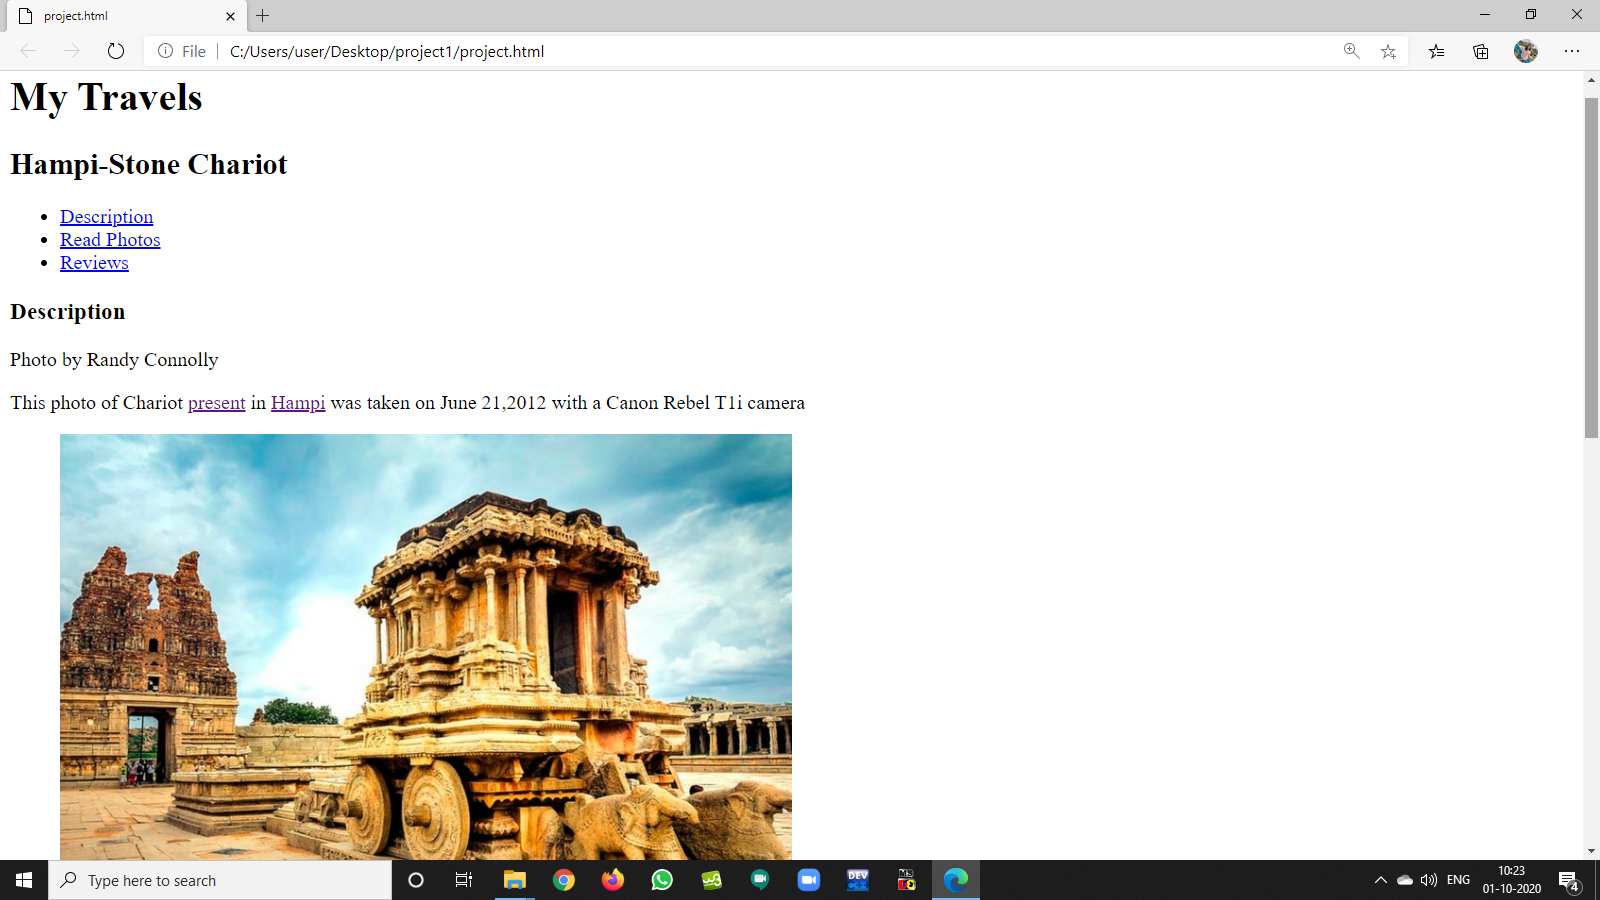 project.html
File
C:/Users/user/Desktop/project1/project.html
My Travels
Hampi-Stone Chariot
Description
Read Photos
Reviews
Description
Photo by Randy Connolly
This photo of Chariot present in Hampi was taken on June 21,2012 with a Canon Rebel T1i camera
Type here to search
DEV
C++
ENG
10:23
01-10-2020
4